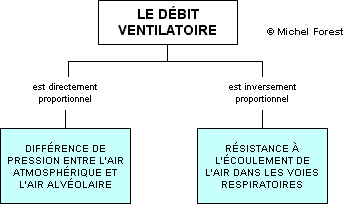 LE DÉBIT
VENTILATOIRE
© Michel Forest
est directement
proportionnel
est inversement
proportionnel
DIFFÉRENCE DE
PRESSION ENTRE L'AIR
ATMOSPHÉRIQUE ET
L'AIR ALVÉOLAIRE
RÉSISTANCE À
L'ÉCOULEMENT DE
L'AIR DANS LES VOIES
RESPIRATOIRES